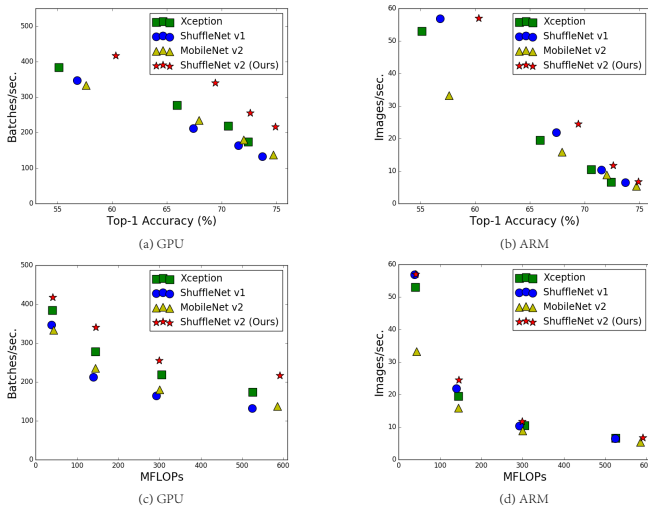 Xception
ShuffleNet v1
MobileNet v2
ShuffleNet v2 (Ours)
500
400
300
200
100
0
Batches/sec.
55 60 65 70 75
Top-1 Accuracy (%)
(a) GPU
Xception
ShuffleNet v1
MobileNet v2
ShuffleNet v2 (Ours)
60
50
40
30
20
10
0
Images/sec.
55 60 65 70 75
Top-1 Accuracy (%)
(b) ARM
Xception
ShuffleNet v1
MobileNet v2
ShuffleNet v2 (Ours)
500
400
300
200
100
0
Batches/sec.
0 100 200 300 400 500 600
MFLOPs
(c) GPU
Xception
ShuffleNet v1
MobileNet v2
ShuffleNet v2 (Ours)
60
50
40
30
20
10
0
Images/sec.
0 100 200 300 400 500 600
MFLOPs
(d) ARM